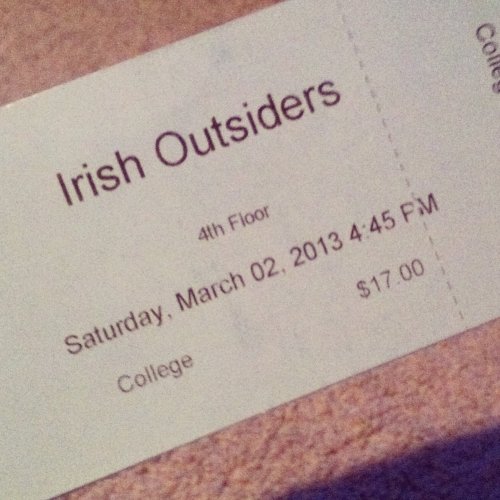 Irish Outsiders
4th Floor
Saturday, March 02, 2013 4:45 PM
$17.00
College